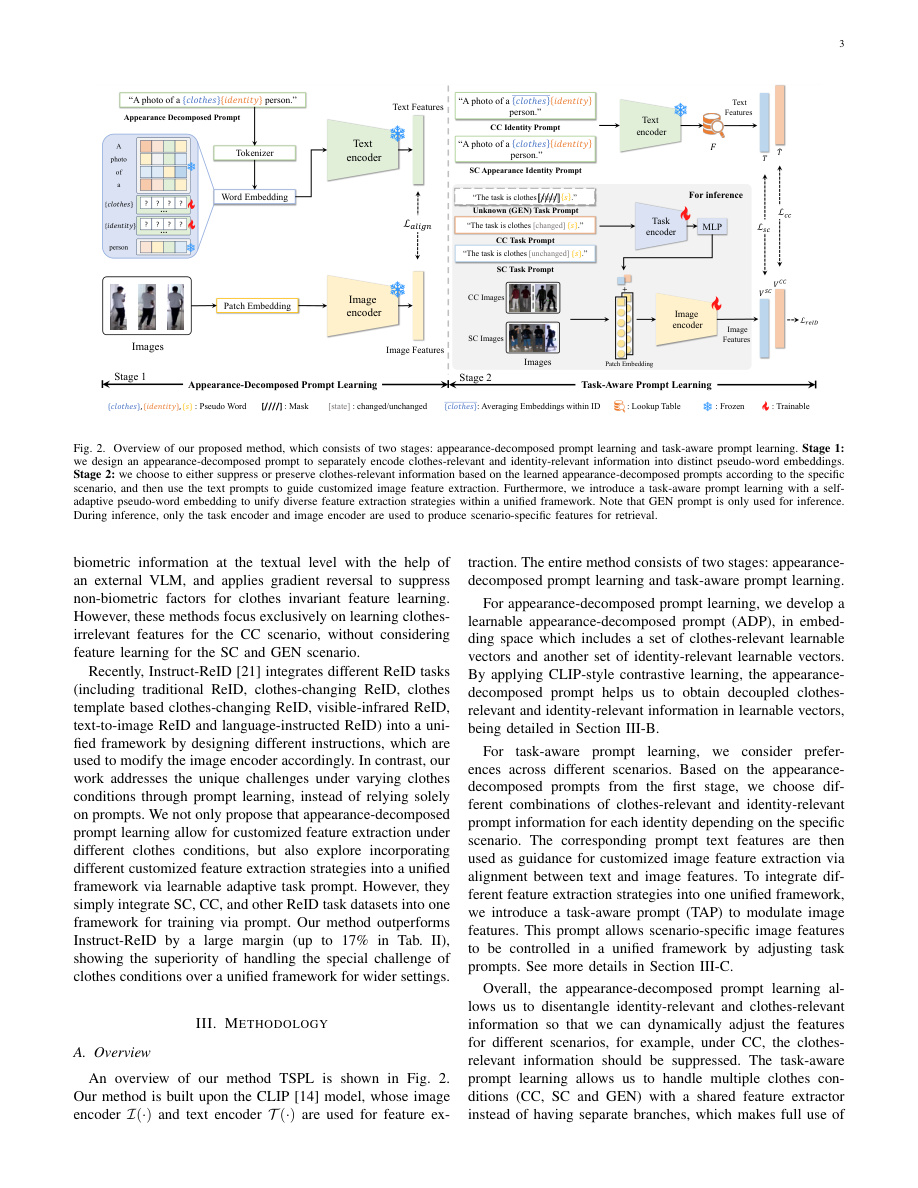 3
“A photo of a {clothes}{identity} person.”
Appearance Decomposed Prompt
Tokenizer
Word Embedding
A
photo
of
a
{clothes}
? ? ? ?
...
{identity}
? ? ? ?
...
person
Text
encoder
Text Features
ℒalign
Images
Patch Embedding
Image
encoder
Image Features
“A photo of a {clothes}{identity}
person.”
CC Identity Prompt
“A photo of a {clothes}{identity}
person.”
SC Appearance Identity Prompt
Text
encoder
F
Text
Features
T
T̂
“The task is clothes[////] {s}.”
Unknown (GEN) Task Prompt
“The task is clothes [changed] {s}.”
CC Task Prompt
“The task is clothes [unchanged] {s}.”
SC Task Prompt
For inference
Task
encoder
MLP
ℒsc
ℒcc
CC Images
SC Images
Images
+
Patch Embedding
Image
encoder
Image
Features
Vsc
Vcc
ℒreID
Stage 1
Appearance-Decomposed Prompt Learning
Stage 2
Task-Aware Prompt Learning
{clothes},{identity},{s} : Pseudo Word
[////] : Mask
[state] : changed/unchanged
{clothes}: Averaging Embeddings within ID
: Lookup Table
: Frozen
: Trainable
Fig. 2. Overview of our proposed method, which consists of two stages: appearance-decomposed prompt learning and task-aware prompt learning. Stage 1:
we design an appearance-decomposed prompt to separately encode clothes-relevant and identity-relevant information into distinct pseudo-word embeddings.
Stage 2: we choose to either suppress or preserve clothes-relevant information based on the learned appearance-decomposed prompts according to the specific
scenario, and then use the text prompts to guide customized image feature extraction. Furthermore, we introduce a task-aware prompt learning with a self-
adaptive pseudo-word embedding to unify diverse feature extraction strategies within a unified framework. Note that GEN prompt is only used for inference.
During inference, only the task encoder and image encoder are used to produce scenario-specific features for retrieval.
biometric information at the textual level with the help of
an external VLM, and applies gradient reversal to suppress
non-biometric factors for clothes invariant feature learning.
However, these methods focus exclusively on learning clothes-
irrelevant features for the CC scenario, without considering
feature learning for the SC and GEN scenario.
Recently, Instruct-ReID [21] integrates different ReID tasks
(including traditional ReID, clothes-changing ReID, clothes
template based clothes-changing ReID, visible-infrared ReID,
text-to-image ReID and language-instructed ReID) into a uni-
fied framework by designing different instructions, which are
used to modify the image encoder accordingly. In contrast, our
work addresses the unique challenges under varying clothes
conditions through prompt learning, instead of relying solely
on prompts. We not only propose that appearance-decomposed
prompt learning allow for customized feature extraction under
different clothes conditions, but also explore incorporating
different customized feature extraction strategies into a unified
framework via learnable adaptive task prompt. However, they
simply integrate SC, CC, and other ReID task datasets into one
framework for training via prompt. Our method outperforms
Instruct-ReID by a large margin (up to 17% in Tab. II),
showing the superiority of handling the special challenge of
clothes conditions over a unified framework for wider settings.
III. METHODOLOGY
A. Overview
An overview of our method TSPL is shown in Fig. 2.
Our method is built upon the CLIP [14] model, whose image
encoder ℐ(·) and text encoder 𝒯(·) are used for feature ex-
traction. The entire method consists of two stages: appearance-
decomposed prompt learning and task-aware prompt learning.
For appearance-decomposed prompt learning, we develop a
learnable appearance-decomposed prompt (ADP), in embed-
ding space which includes a set of clothes-relevant learnable
vectors and another set of identity-relevant learnable vectors.
By applying CLIP-style contrastive learning, the appearance-
decomposed prompt helps us to obtain decoupled clothes-
relevant and identity-relevant information in learnable vectors,
being detailed in Section III-B.
For task-aware prompt learning, we consider prefer-
ences across different scenarios. Based on the appearance-
decomposed prompts from the first stage, we choose dif-
ferent combinations of clothes-relevant and identity-relevant
prompt information for each identity depending on the specific
scenario. The corresponding prompt text features are then
used as guidance for customized image feature extraction via
alignment between text and image features. To integrate dif-
ferent feature extraction strategies into one unified framework,
we introduce a task-aware prompt (TAP) to modulate image
features. This prompt allows scenario-specific image features
to be controlled in a unified framework by adjusting task
prompts. See more details in Section III-C.
Overall, the appearance-decomposed prompt learning al-
lows us to disentangle identity-relevant and clothes-relevant
information so that we can dynamically adjust the features
for different scenarios, for example, under CC, the clothes-
relevant information should be suppressed. The task-aware
prompt learning allows us to handle multiple clothes con-
ditions (CC, SC and GEN) with a shared feature extractor
instead of having separate branches, which makes full use of